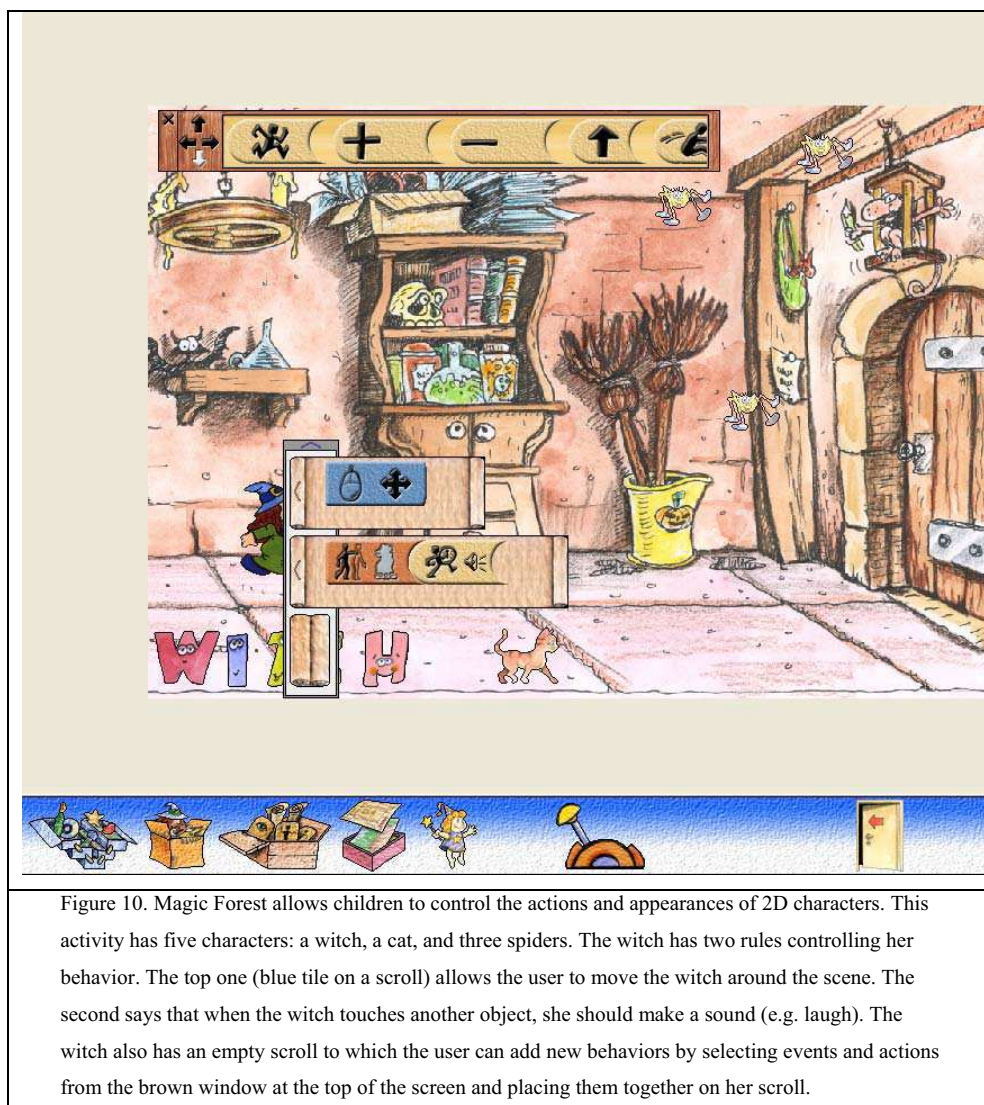 WI H
Figure 10. Magic Forest allows children to control the actions and appearances of 2D characters. This
activity has five characters: a witch, a cat, and three spiders. The witch has two rules controlling her
behavior. The top one (blue tile on a scroll) allows the user to move the witch around the scene. The
second says that when the witch touches another object, she should make a sound (e.g. laugh). The
witch also has an empty scroll to which the user can add new behaviors by selecting events and actions
from the brown window at the top of the screen and placing them together on her scroll.